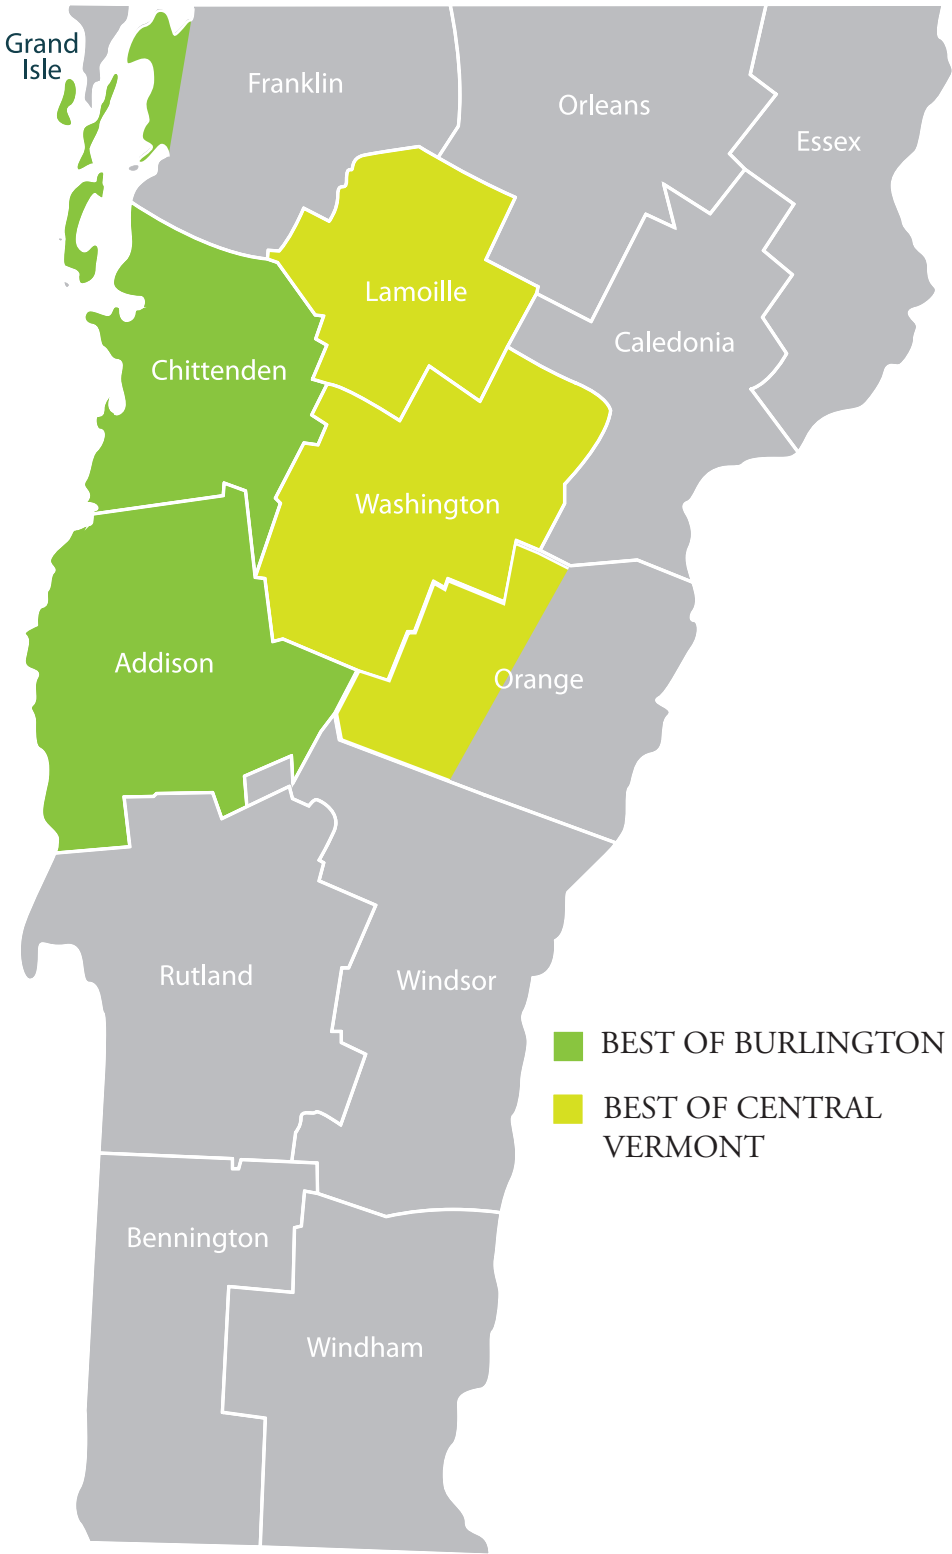 Grand
Isle
Franklin
Orleans
Essex
Lamoille
Caledonia
Chittenden
Washington
Addison
Orange
Rutland
Windsor
BEST OF BURLINGTON
BEST OF CENTRAL
VERMONT
Bennington
Windham